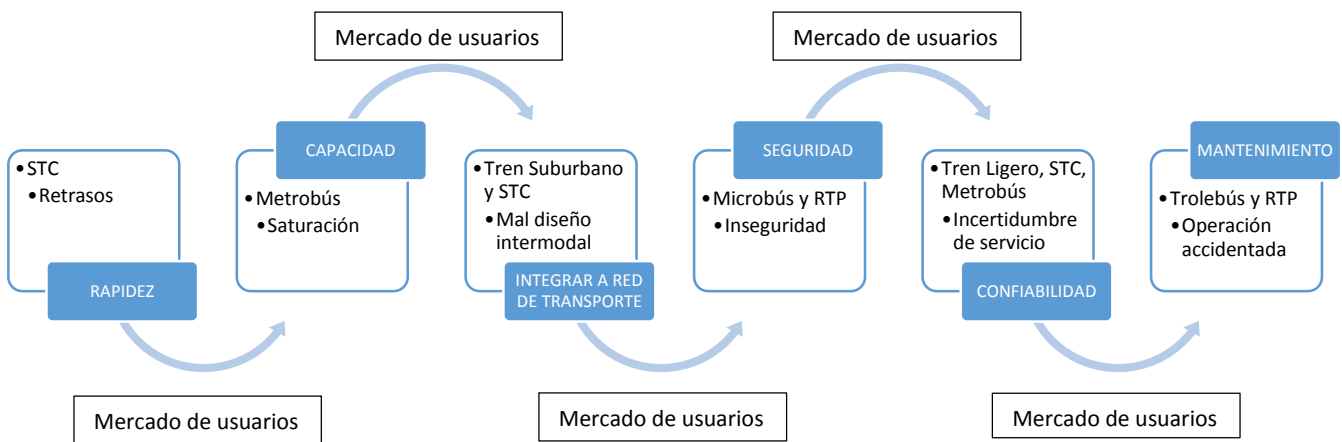 Mercado de usuarios
Mercado de usuarios
•STC
•Retrasos
RAPIDEZ
CAPACIDAD
•Metrobús
•Saturación
•Tren Suburbano
y STC
•Mal diseño
intermodal
INTEGRAR A RED
DE TRANSPORTE
SEGURIDAD
•Microbús y RTP
•Inseguridad
•Tren Ligero, STC,
Metrobús
•Incertidumbre
de servicio
CONFIABILIDAD
MANTENIMIENTO
•Trolebús y RTP
•Operación
accidentada
Mercado de usuarios
Mercado de usuarios
Mercado de usuarios